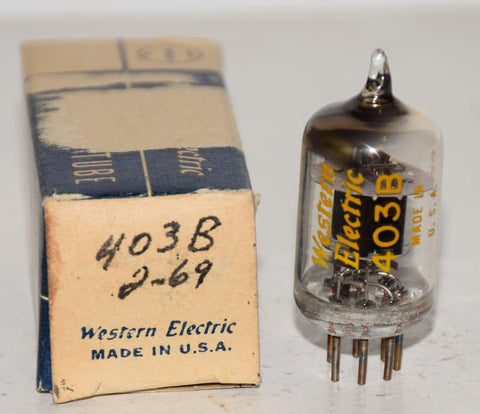 Electric
TUBE
403B
2-69
Western Electric
MADE IN U.S.A.
Western
Electric
403B
MADE IN
U.S.A.